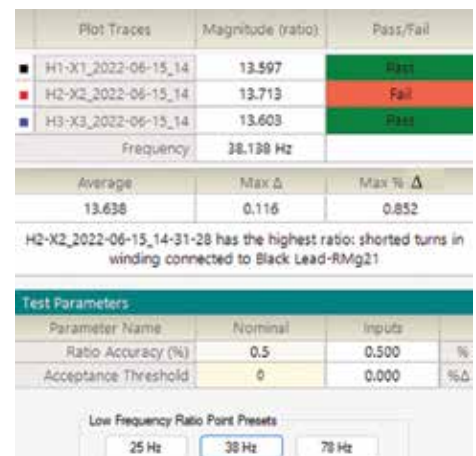 Plot Traces Magnitude (ratio) Pass/Fail
H1-X1_2022-06-15_14 13.597 Pass
H2-X2_2022-06-15_14 13.713 Fail
H3-X3_2022-06-15_14 13.603 Pass
Frequency 38.138 Hz
Average Max Δ Max % Δ
13.638 0.116 0.852
H2-X2_2022-06-15_14-31-28 has the highest ratio: shorted turns in
winding connected to Black Lead-RMg21
Test Parameters
Parameter Name Nominal Inputs
Ratio Accuracy (%) 0.5 0.500 %
Acceptance Threshold 0 0.000 %Δ
Low Frequency Ratio Point Presets
25 Hz 38 Hz 78 Hz